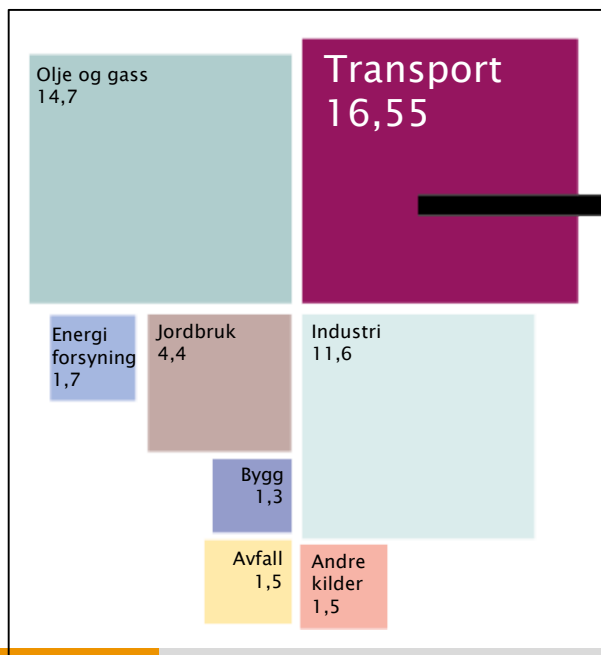 Olje og gass
14,7
Transport
16,55
Energi
forsyning
1,7
Jordbruk
4,4
Industri
11,6
Bygg
1,3
Avfall
1,5
Andre
kilder
1,5